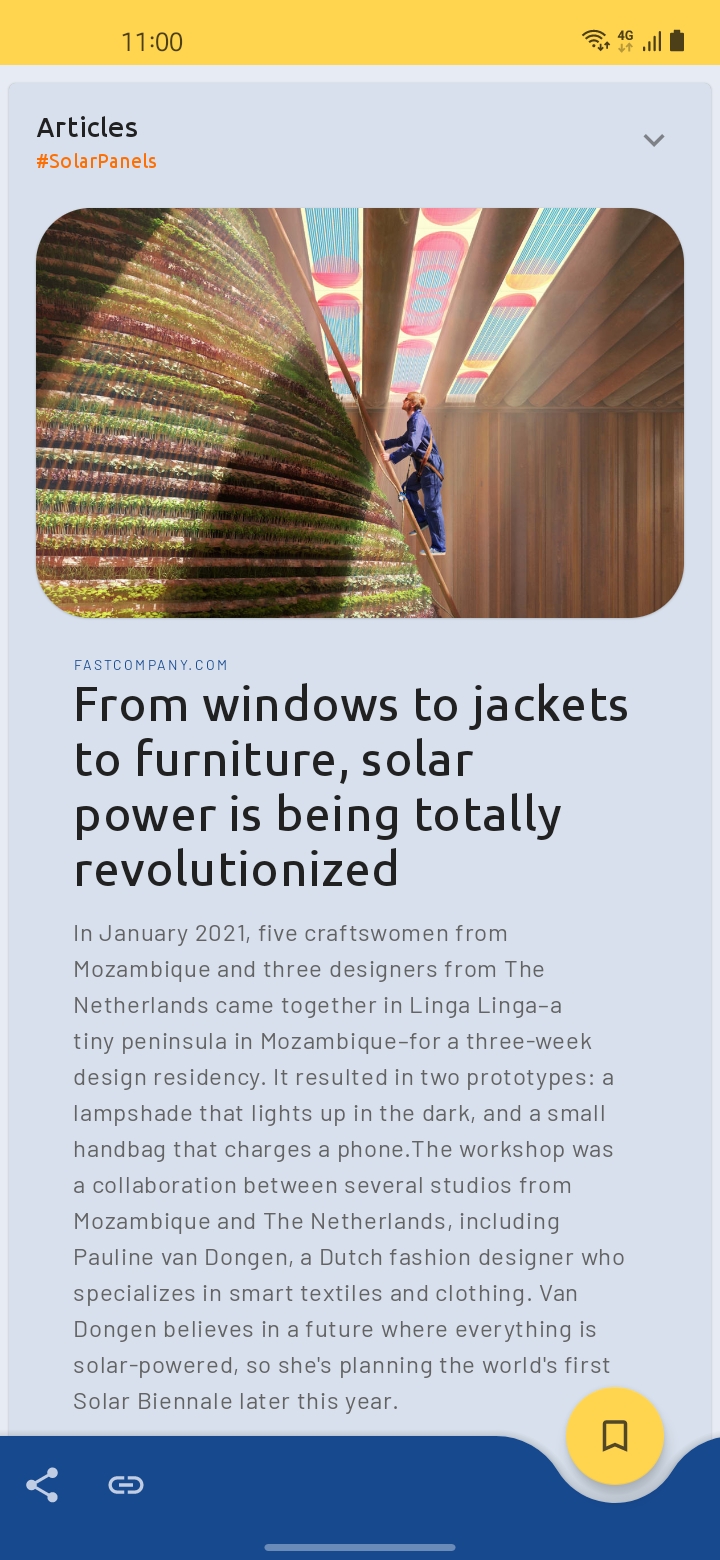 11:00
4G
Articles
#SolarPanels
FASTCOMPANY.COM
From windows to jackets
to furniture, solar
power is being totally
revolutionized
In January 2021, five craftswomen from
Mozambique and three designers from The
Netherlands came together in Linga Linga–a
tiny peninsula in Mozambique–for a three-week
design residency. It resulted in two prototypes: a
lampshade that lights up in the dark, and a small
handbag that charges a phone.The workshop was
a collaboration between several studios from
Mozambique and The Netherlands, including
Pauline van Dongen, a Dutch fashion designer who
specializes in smart textiles and clothing. Van
Dongen believes in a future where everything is
solar-powered, so she's planning the world's first
Solar Biennale later this year.